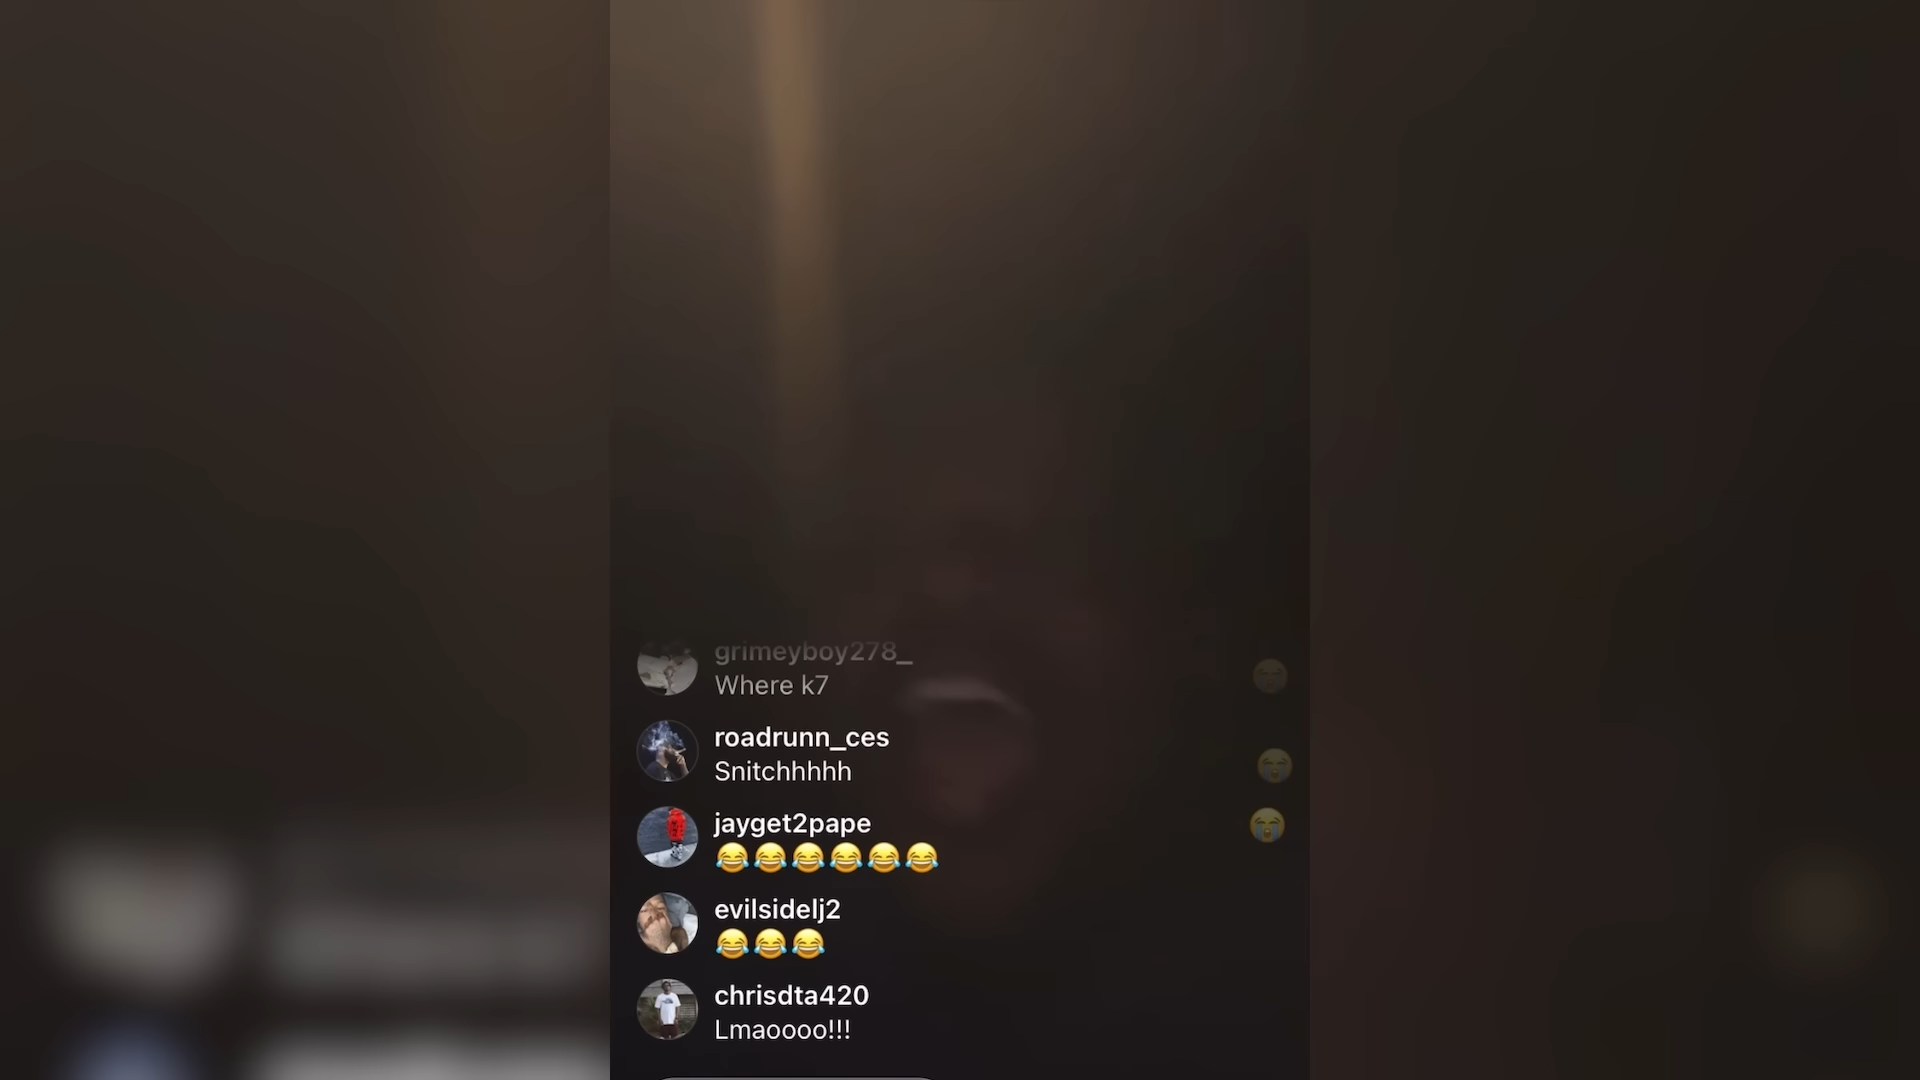 grimeyboy278_
Where k7
roadrunn_ces
Snitchhhhh
jayget2pape
😂😂😂😂😂😂
evilsidelj2
😂😂😂
chrisdta420
Lmaoooo!!!